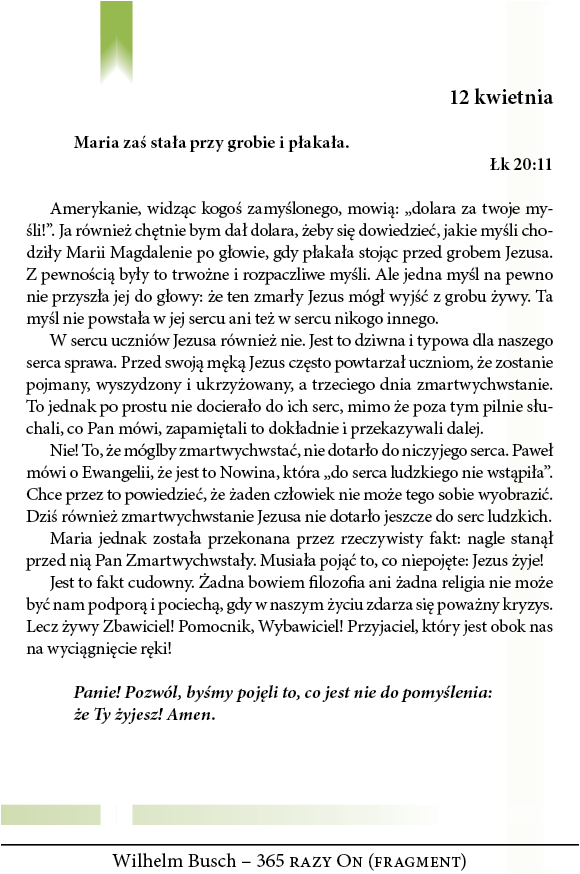 12 kwietnia
Maria zaś stała przy grobie i płakała.
Łk 20:11
Amerykanie, widząc kogoś zamyślonego, mowią: „dolara za twoje my-
śli!”. Ja również chętnie bym dał dolara, żeby się dowiedzieć, jakie myśli cho-
dziły Marii Magdalenie po głowie, gdy płakała stojąc przed grobem Jezusa.
Z pewnością były to trwożne i rozpaczliwe myśli. Ale jedna myśl na pewno
nie przyszła jej do głowy: że ten zmarły Jezus mógł wyjść z grobu żywy. Ta
myśl nie powstała w jej sercu ani też w sercu nikogo innego.
W sercu uczniów Jezusa również nie. Jest to dziwna i typowa dla naszego
serca sprawa. Przed swoją męką Jezus często powtarzał uczniom, że zostanie
pojmany, wyszydzony i ukrzyżowany, a trzeciego dnia zmartwychwstanie.
To jednak po prostu nie docierało do ich serc, mimo że poza tym pilnie słu-
chali, co Pan mówi, zapamiętali to dokładnie i przekazywali dalej.
Nie! To, że móglby zmartwychwstać, nie dotarło do niczyjego serca. Paweł
mówi o Ewangelii, że jest to Nowina, która „do serca ludzkiego nie wstąpiła”.
Chce przez to powiedzieć, że żaden człowiek nie może tego sobie wyobrazić.
Dziś również zmartwychwstanie Jezusa nie dotarło jeszcze do serc ludzkich.
Maria jednak została przekonana przez rzeczywisty fakt: nagle stanął
przed nią Pan Zmartwychwstały. Musiała pojąć to, co niepojęte: Jezus żyje!
Jest to fakt cudowny. Żadna bowiem filozofia ani żadna religia nie może
być nam podporą i pociechą, gdy w naszym życiu zdarza się poważny kryzys.
Lecz żywy Zbawiciel! Pomocnik, Wybawiciel! Przyjaciel, który jest obok nas
na wyciągnięcie ręki!
Panie! Pozwól, byśmy pojęli to, co jest nie do pomyślenia:
że Ty żyjesz! Amen.
Wilhelm Busch – 365 RAZY ON (FRAGMENT)